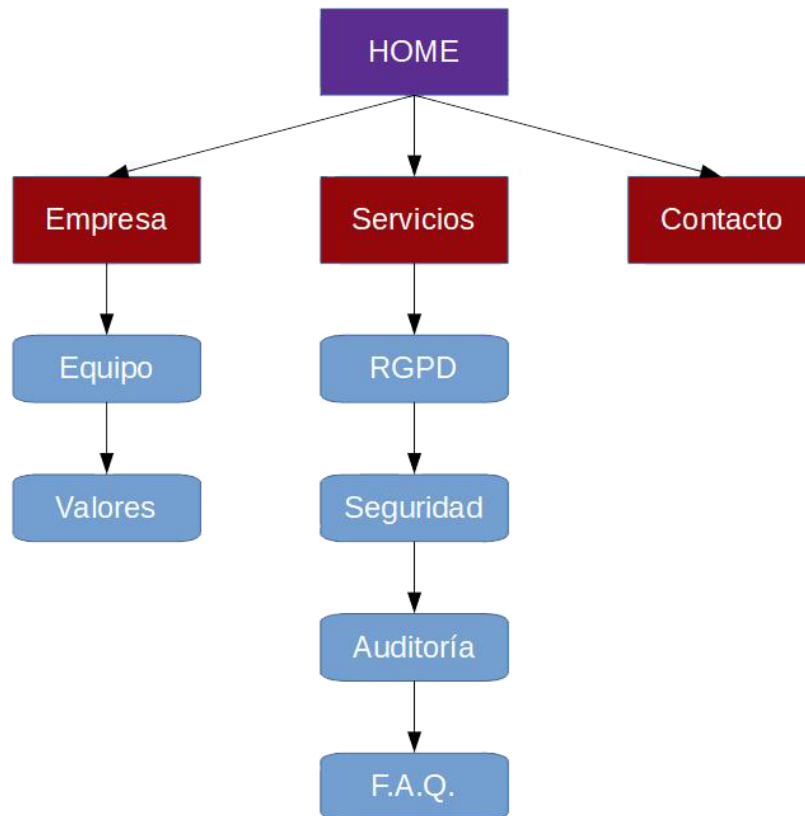 HOME
Empresa
Servicios
Contacto
Equipo
RGPD
Valores
Seguridad
Auditoría
F.A.Q.